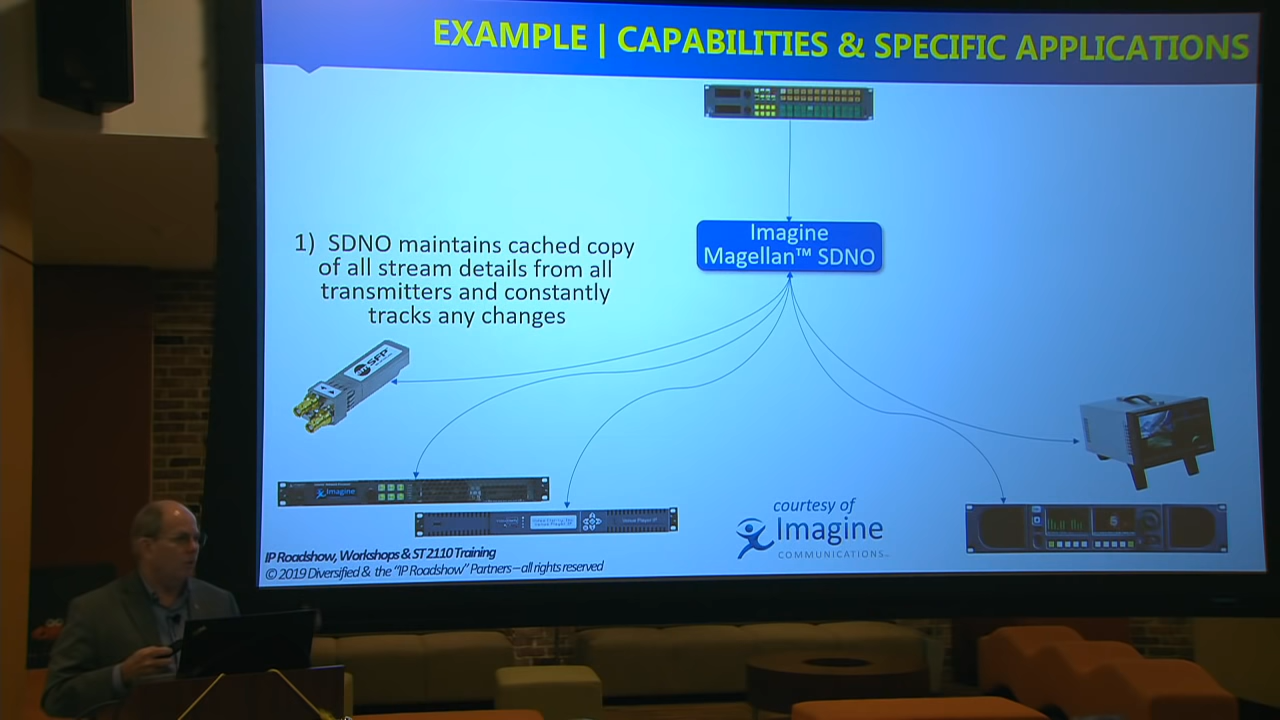 EXAMPLE | CAPABILITIES & SPECIFIC APPLICATIONS
Imagine
Magellan™ SDNO
1) SDNO maintains cached copy
of all stream details from all
transmitters and constantly
tracks any changes
SFP
Imagine
courtesy of
Imagine
COMMUNICATIONS
IP Roadshow, Workshops & ST 2110 Training
© 2019 Diversified & the "IP Roadshow" Partners – all rights reserved